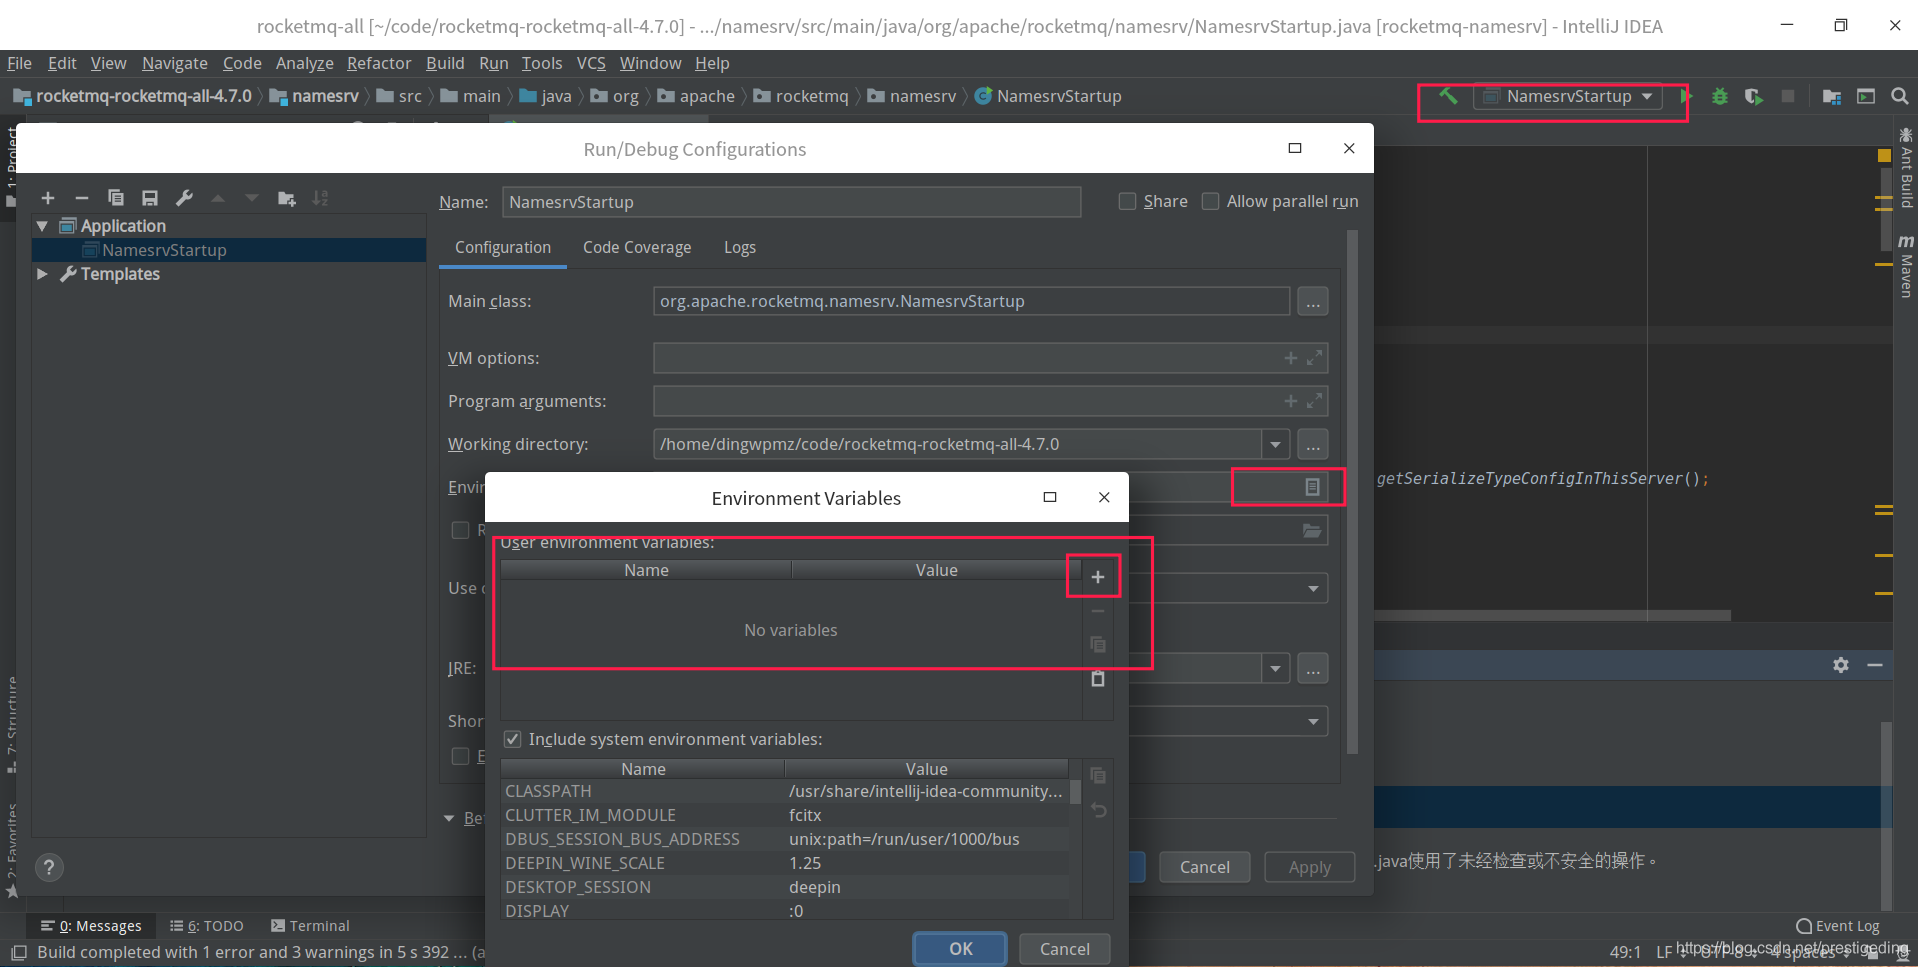 rocketmq-all [~/code/rocketmq-rocketmq-all-4.7.0] - .../namesrv/src/main/java/org/apache/rocketmq/namesrv/NamesrvStartup.java [rocketmq-namesrv] - IntelliJ IDEA
File Edit View Navigate Code Analyze Refactor Build Run Tools VCS Window Help
rocketmq-rocketmq-all-4.7.0 namesrv src main java org apache rocketmq namesrv NamesrvStartup
NamesrvStartup
1: Project
Ant Build
Maven
Run/Debug Configurations
Application
NamesrvStartup
Templates
Name: NamesrvStartup
Share
Allow parallel run
Configuration Code Coverage Logs
Main class: org.apache.rocketmq.namesrv.NamesrvStartup
...
VM options:
Program arguments:
Working directory: /home/dingwpmz/code/rocketmq-rocketmq-all-4.7.0
...
Envir
getSerializeTypeConfigInThisServer();
Environment Variables
R
User environment variables:
Name Value
Use c
No variables
JRE:
...
Shor
7: Structure
Include system environment variables:
E
Name Value
CLASSPATH /usr/share/intellij-idea-community...
CLUTTER_IM_MODULE fcitx
Bef
DBUS_SESSION_BUS_ADDRESS unix:path=/run/user/1000/bus
DEEPIN_WINE_SCALE 1.25
DESKTOP_SESSION deepin
DISPLAY :0
2: Favorites
?
Cancel Apply
.java使用了未经检查或不安全的操作。
OK Cancel
0: Messages 6: TODO Terminal
Event Log
Build completed with 1 error and 3 warnings in 5 s 392 ... (a
49:1 LF UTF-8 4 spaces
https://blog.csdn.net/prestigeding